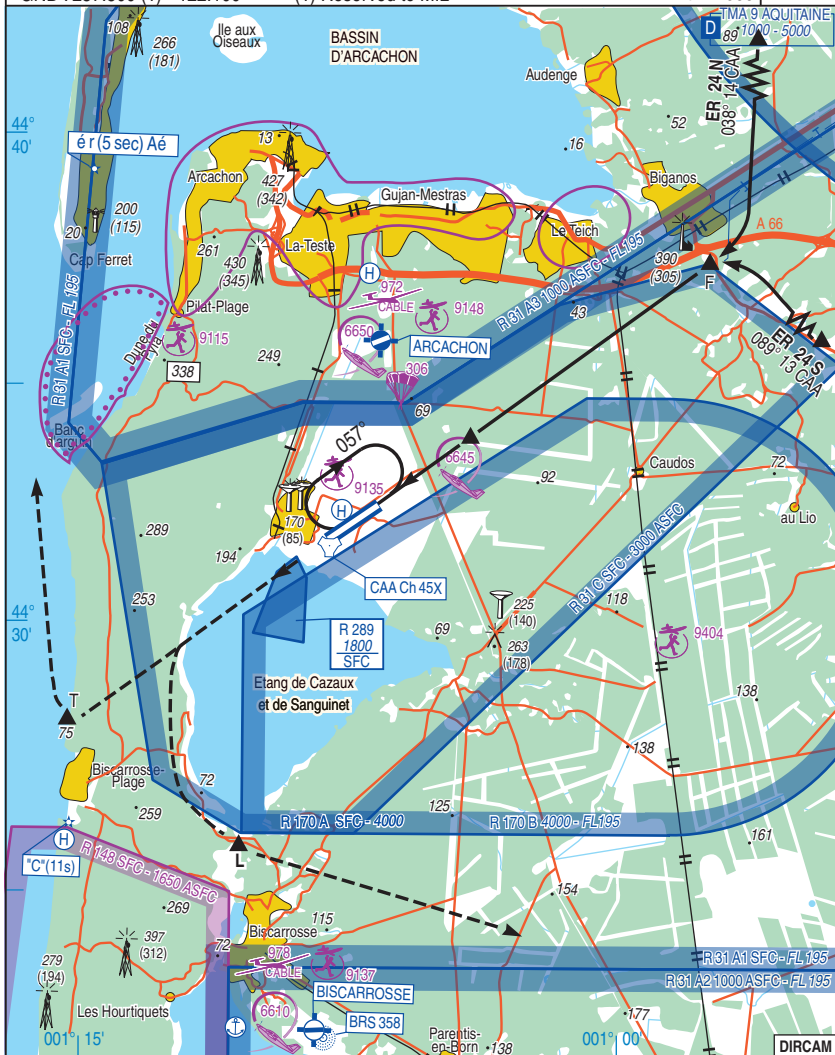 108
266
(181)
Ile aux
Oiseaux
BASSIN
D'ARCACHON
89
D
TMA 9 AQUITAINE
1000 - 5000
ER 24 N
038° 14 CAA
Audenge
52
16
44°
40'
é r (5 sec) Aé
13
Arcachon
427
(342)
Gujan-Mestras
Biganos
200
(115)
20
Cap Ferret
261
430
(345)
La-Teste
Le Teich
A 66
390
(305)
F
H
972
CABLE
9148
Pilat-Plage
9115
338
Dune du
Pyla
R 31 A1 SFC - FL 195
R 31 A3 1000 ASFC - FL195
43
6650
ARCACHON
249
306
69
ER 24 S
089° 13 CAA
Banc
d'arguin
057°
6645
9135
H
92
Caudos
72
au Lio
170
(85)
289
194
CAA Ch 45X
R 31 C SFC - 3000 ASFC
44°
30'
253
R 289
1800
SFC
69
225
(140)
263
(178)
118
9404
Etang de Cazaux
et de Sanguinet
138
T
75
138
Biscarrosse-
Plage
72
259
125
R 170 A SFC - 4000
R 170 B 4000 - FL195
161
H
"C"(11s)
L
R 148 SFC - 1650 ASFC
154
269
115
Biscarrosse
397
(312)
72
978
CABLE
9137
279
(194)
R 31 A1 SFC - FL 195
R 31 A2 1000 ASFC - FL 195
BISCARROSSE
6610
Les Hourtiquets
BRS 358
177
001° 15'
Parentis-
en-Born
138
001° 00'
DIRCAM